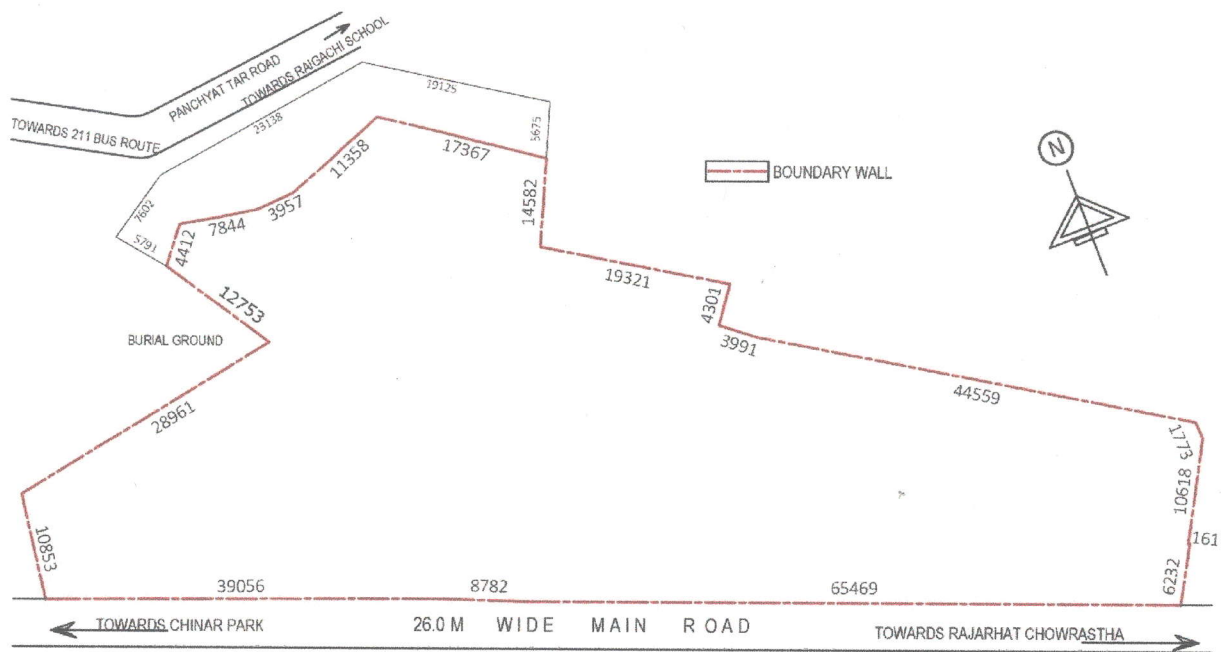 PANCHYAT TAR ROAD
TOWARDS RAIGACHI SCHOOL
TOWARDS 211 BUS ROUTE
19125
5675
23138
7602
5791
17367
11358
3957
7844
4412
14582
BOUNDARY WALL
N
19321
4301
3991
12753
BURIAL GROUND
28961
44559
1773
10618
161
6232
10853
39056
8782
65469
TOWARDS CHINAR PARK
26.0 M WIDE MAIN ROAD
TOWARDS RAJARHAT CHOWRASTHA